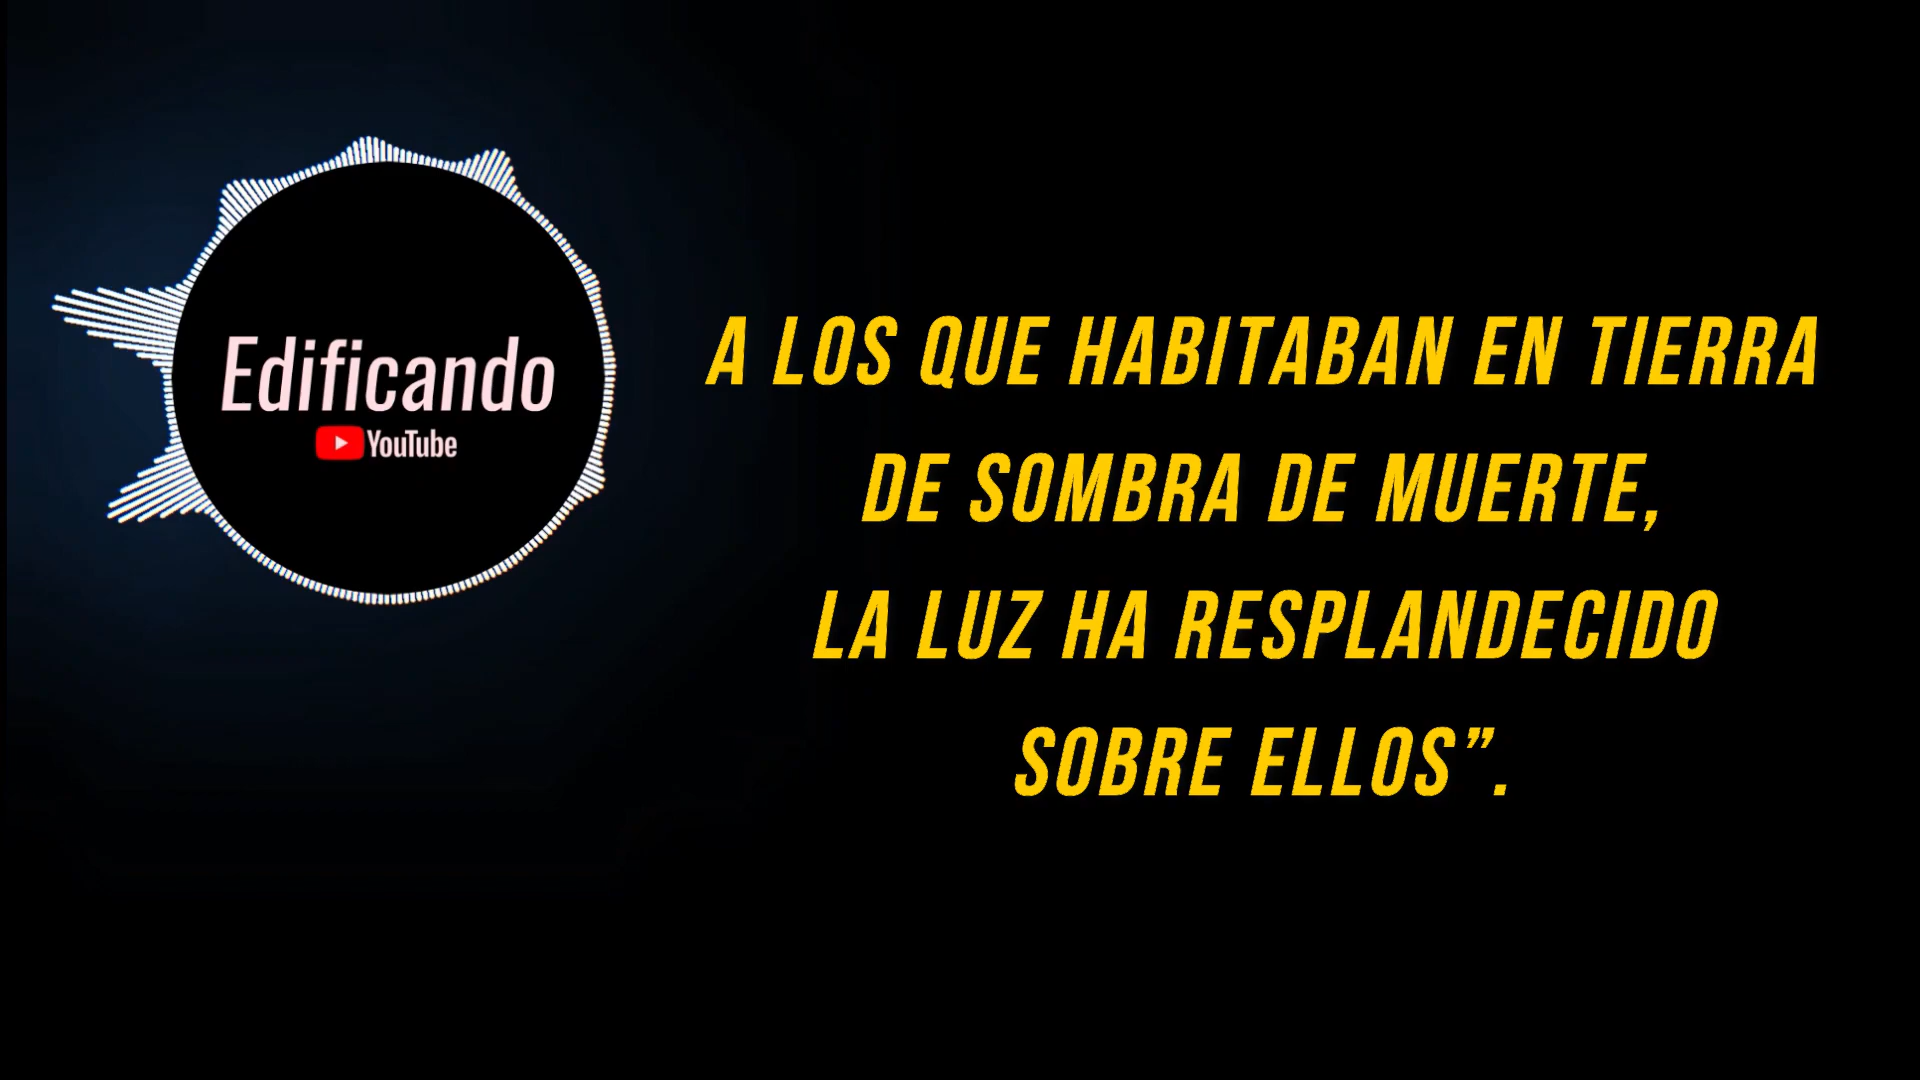 Edificando
YouTube
A LOS QUE HABITABAN EN TIERRA
DE SOMBRA DE MUERTE,
LA LUZ HA RESPLANDECIDO
SOBRE ELLOS”.